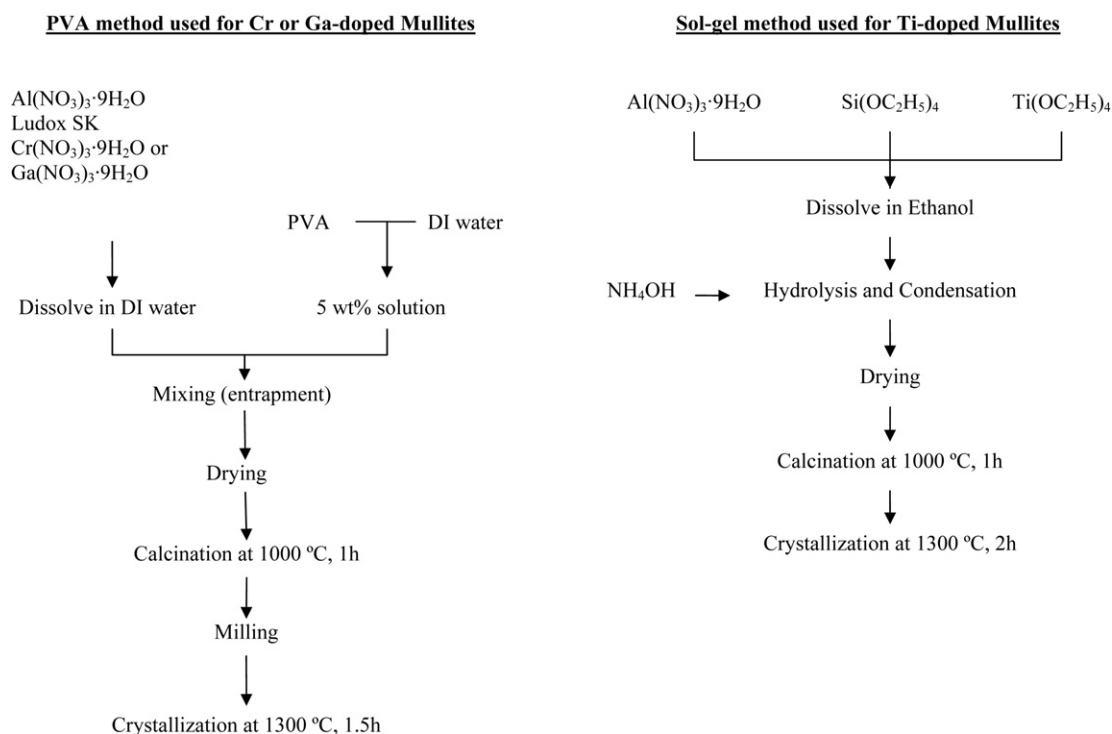 PVA method used for Cr or Ga-doped Mullites
Al(NO₃)₃·9H₂O
Ludox SK
Cr(NO₃)₃·9H₂O or
Ga(NO₃)₃·9H₂O
PVA
DI water
Dissolve in DI water
5 wt% solution
Mixing (entrapment)
Drying
Calcination at 1000 ºC, 1h
Milling
Crystallization at 1300 ºC, 1.5h
Sol-gel method used for Ti-doped Mullites
Al(NO₃)₃·9H₂O
Si(OC₂H₅)₄
Ti(OC₂H₅)₄
Dissolve in Ethanol
NH₄OH
Hydrolysis and Condensation
Drying
Calcination at 1000 ºC, 1h
Crystallization at 1300 ºC, 2h